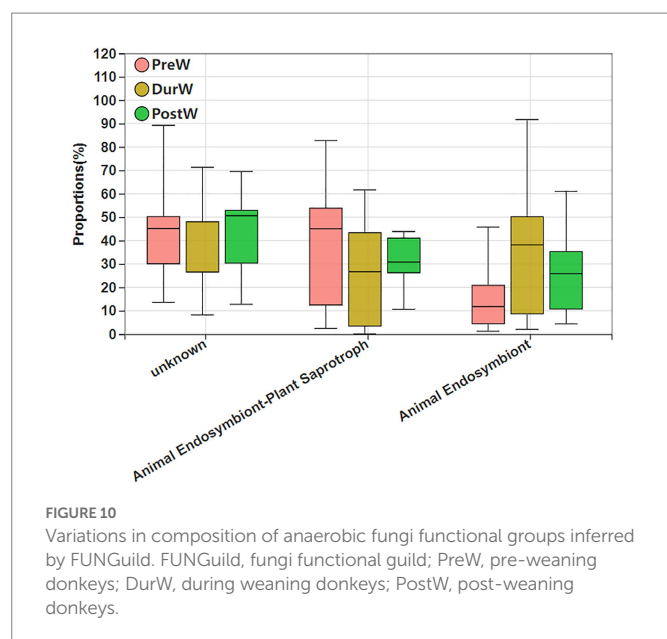 120
110
100
90
80
70
60
50
40
30
20
10
0
Proportions(%)
PreW
DurW
PostW
unknown
Animal Endosymbiont-Plant Saprotroph
Animal Endosymbiont
FIGURE 10
Variations in composition of anaerobic fungi functional groups inferred
by FUNGuild. FUNGuild, fungi functional guild; PreW, pre-weaning
donkeys; DurW, during weaning donkeys; PostW, post-weaning
donkeys.